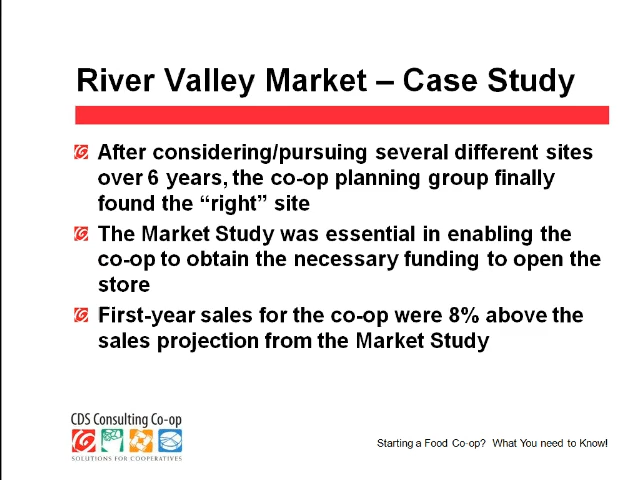 River Valley Market – Case Study
After considering/pursuing several different sites
over 6 years, the co-op planning group finally
found the “right” site
The Market Study was essential in enabling the
co-op to obtain the necessary funding to open the
store
First-year sales for the co-op were 8% above the
sales projection from the Market Study
CDS Consulting Co-op
SOLUTIONS FOR COOPERATIVES
Starting a Food Co-op? What You need to Know!